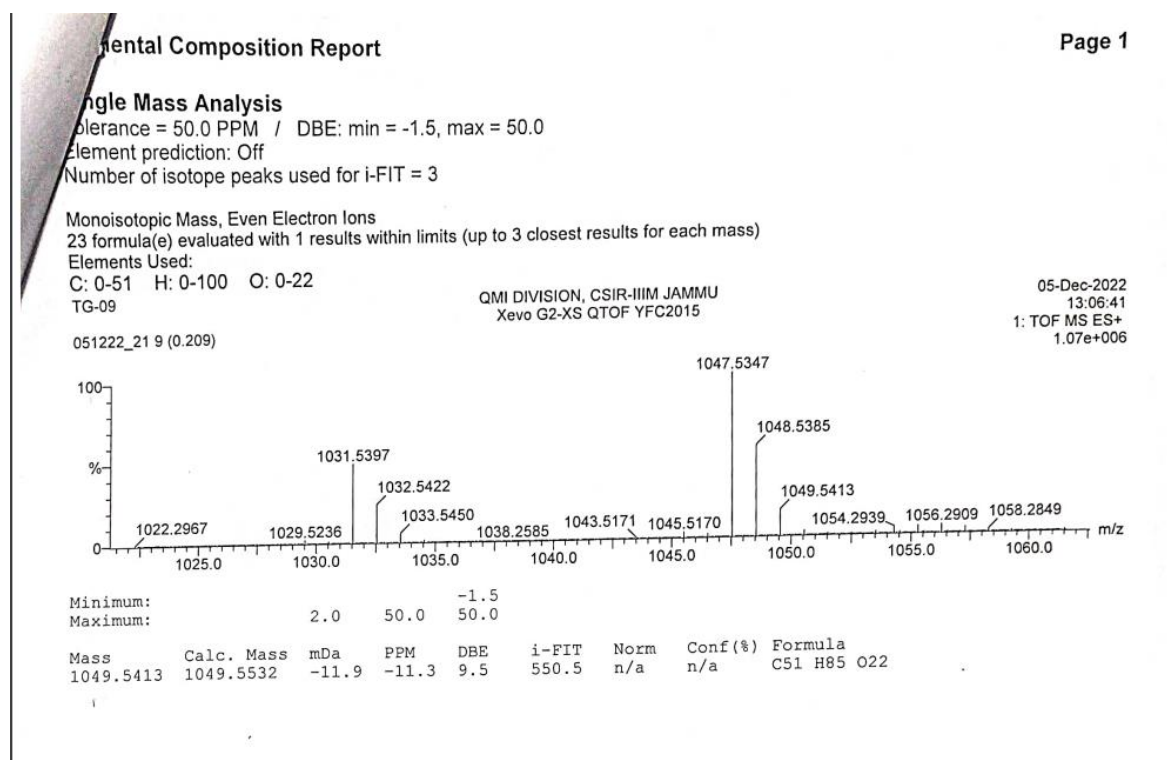 ental Composition Report
Page 1
ngle Mass Analysis
olerance = 50.0 PPM / DBE: min = -1.5, max = 50.0
Element prediction: Off
Number of isotope peaks used for i-FIT = 3
Monoisotopic Mass, Even Electron Ions
23 formula(e) evaluated with 1 results within limits (up to 3 closest results for each mass)
Elements Used:
C: 0-51 H: 0-100 O: 0-22
TG-09
QMI DIVISION, CSIR-IIIM JAMMU
Xevo G2-XS QTOF YFC2015
05-Dec-2022
13:06:41
1: TOF MS ES+
1.07e+006
051222_21 9 (0.209)
1047.5347
100
1048.5385
1031.5397
%
1032.5422
1049.5413
1033.5450
1022.2967
1029.5236
1038.2585
1043.5171
1045.5170
1054.2939
1056.2909
1058.2849
0
m/z
1025.0 1030.0 1035.0 1040.0 1045.0 1050.0 1055.0 1060.0
Minimum: -1.5
Maximum: 2.0 50.0 50.0
Mass Calc. Mass mDa PPM DBE i-FIT Norm Conf(%) Formula
1049.5413 1049.5532 -11.9 -11.3 9.5 550.5 n/a n/a C51 H85 O22